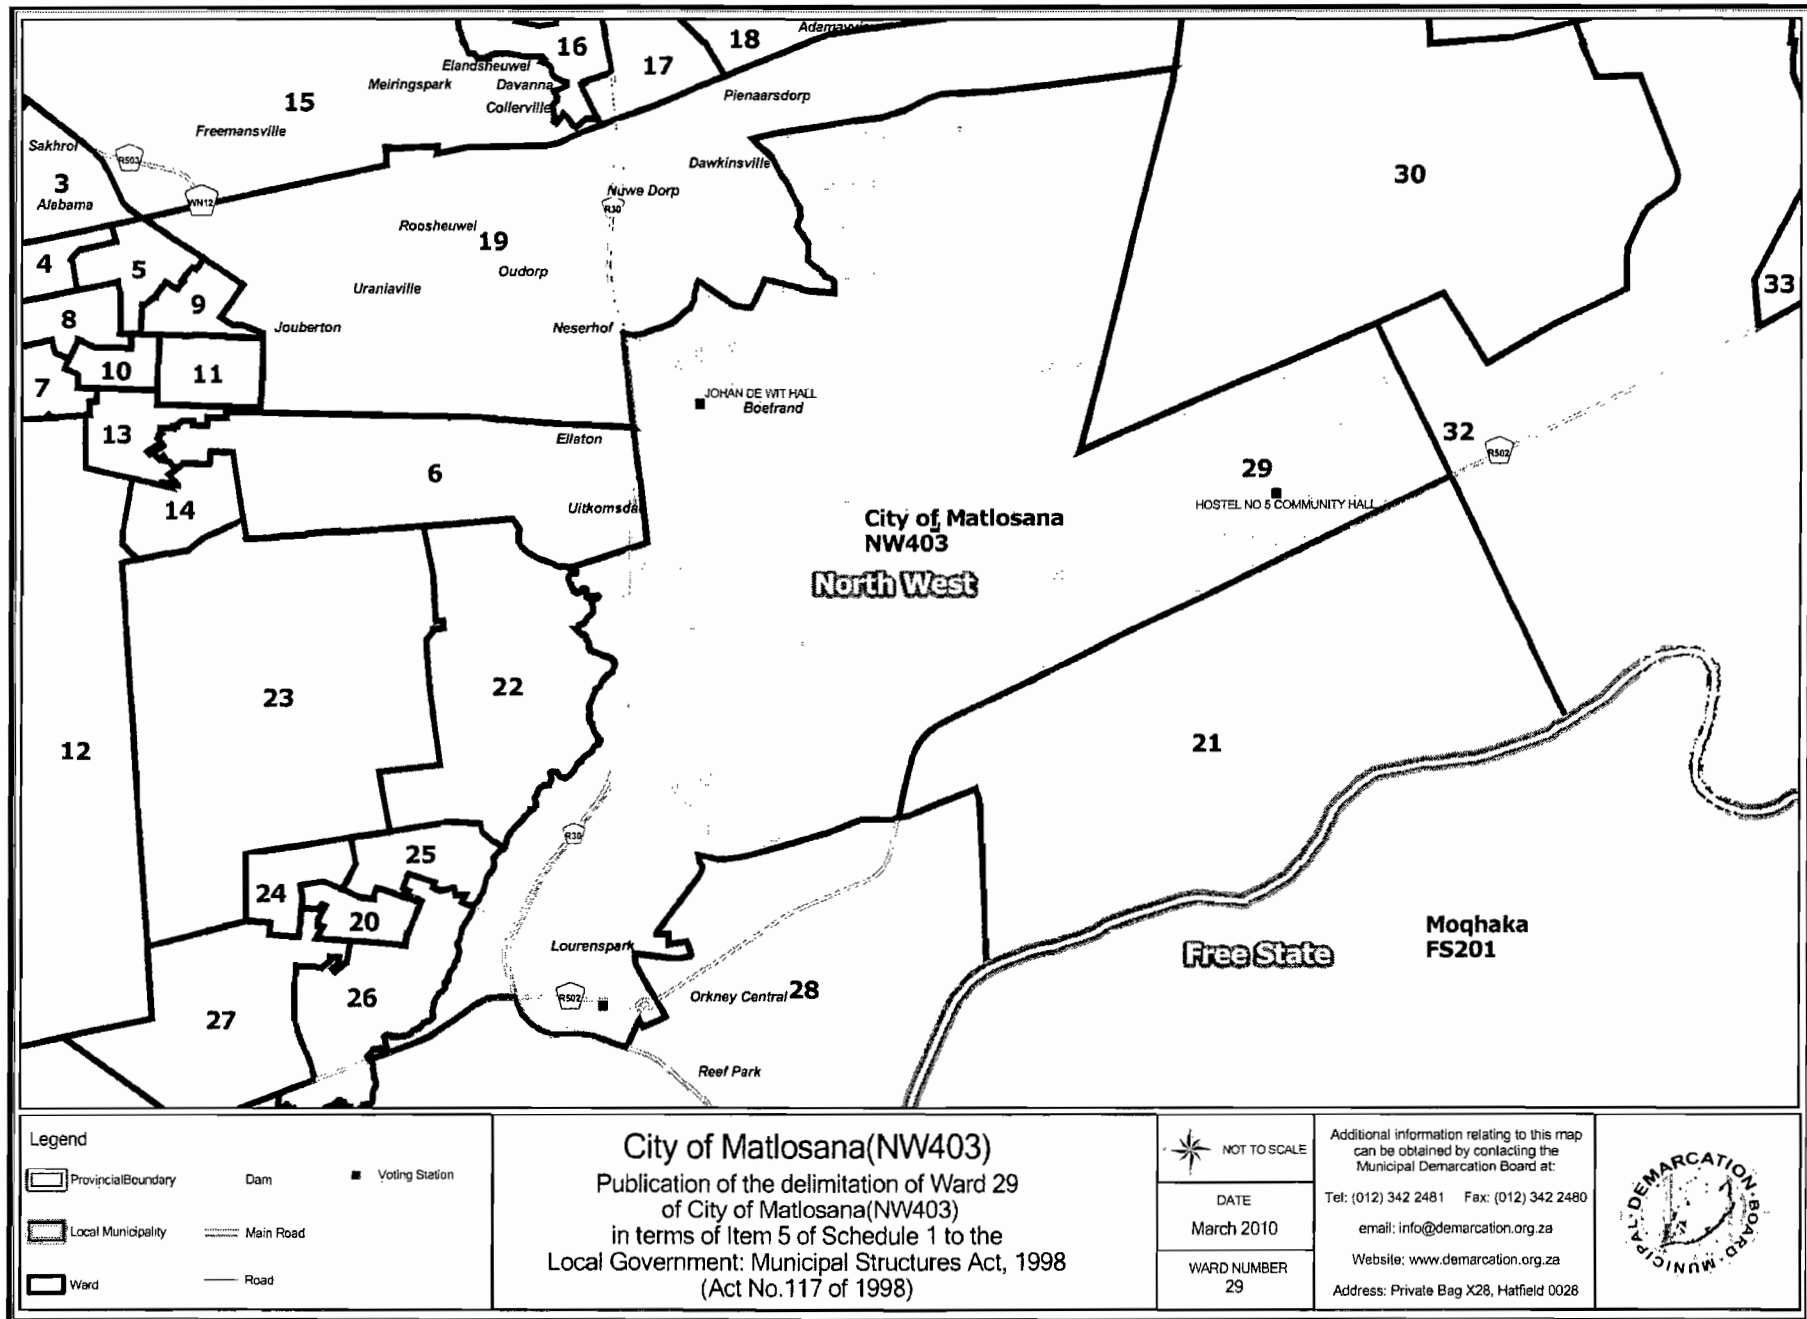 16
17
18
Elandsheuwel
Meiringspark
Davanna
Collerville
15
Pienaarsdorp
Freemansville
Sakhrol
R503
3
Alabama
WN12
Dawkinsville
Nuwe Dorp
R30
30
Roosheuwel
19
Oudorp
4
5
Uraniaville
9
33
8
Jouberton
Neserhof
10
11
7
JOHAN DE WIT HALL
Boetrand
13
Ellaton
32
R502
6
29
HOSTEL NO 5 COMMUNITY HALL
14
Uitkomsdal
City of Matlosana
NW403
North West
23
22
12
21
R30
25
24
20
Lourenspark
Moqhaka
FS201
Free State
26
R502
Orkney Central
28
27
Reef Park
Legend
Provincial Boundary
Dam
Voting Station
Local Municipality
Main Road
Ward
Road
City of Matlosana(NW403)
Publication of the delimitation of Ward 29
of City of Matlosana(NW403)
in terms of Item 5 of Schedule 1 to the
Local Government: Municipal Structures Act, 1998
(Act No.117 of 1998)
NOT TO SCALE
DATE
March 2010
WARD NUMBER
29
Additional information relating to this map
can be obtained by contacting the
Municipal Demarcation Board at:
Tel: (012) 342 2481 Fax: (012) 342 2480
email: info@demarcation.org.za
Website: www.demarcation.org.za
Address: Private Bag X28, Hatfield 0028
MUNICIPAL DEMARCATION BOARD